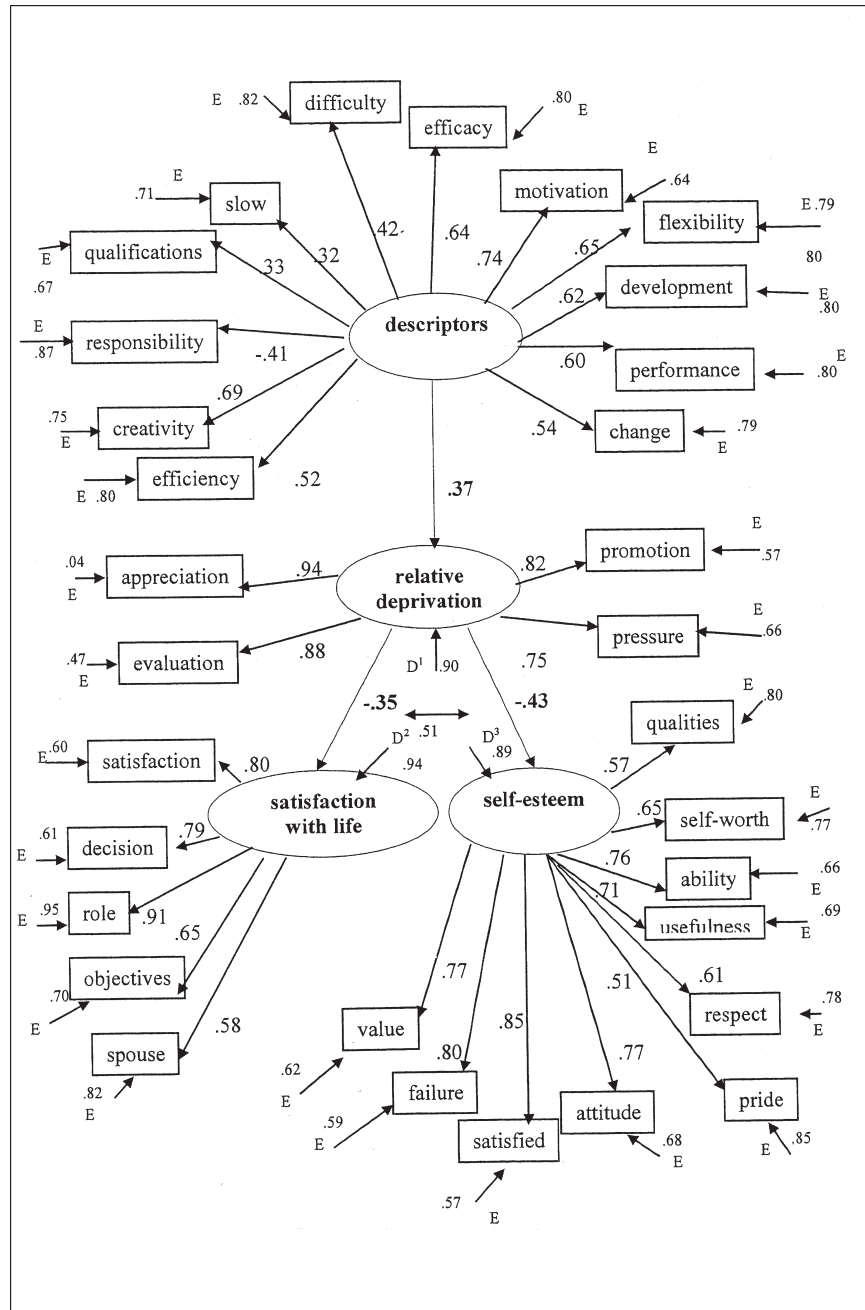 E .82 difficulty
efficacy .80 E
E
.71 slow
motivation E .64
flexibility E .79
80
E .67 qualifications
.33 .32 .42 .64 .74 .65
descriptors
.62 development E .80
E .87 responsibility -.41
.60 performance E .80
.69
.75 E creativity
.54 change .79 E
E .80 efficiency .52
.37
.04 E appreciation .94
relative
deprivation
.82 promotion E .57
.47 E evaluation .88
D¹ .90
.75 pressure E .66
-.35 -.43
D² .51 D³
.94 .89
E .60 satisfaction .80
satisfaction
with life
self-esteem
.57 qualities .80 E
.65 self-worth E .77
.61 E decision .79
.76 ability .66 E
.95 E role .91
.71 usefulness .69 E
.65 objectives .70 E
.61 respect .78 E
.58 spouse .82 E
.51 pride E .85
.77 value .62 E
.80 failure .59 E
.85 satisfied .57 E
.77 attitude .68 E